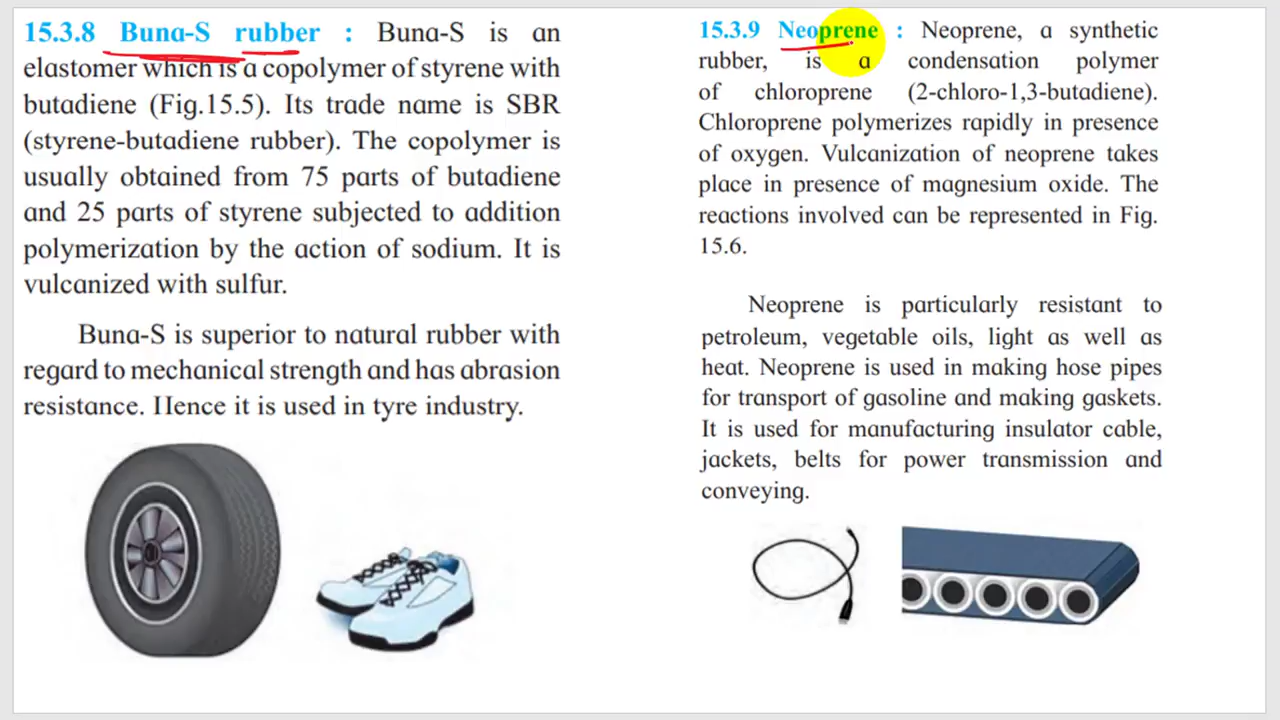 15.3.8 Buna-S rubber : Buna-S is an
elastomer which is a copolymer of styrene with
butadiene (Fig.15.5). Its trade name is SBR
(styrene-butadiene rubber). The copolymer is
usually obtained from 75 parts of butadiene
and 25 parts of styrene subjected to addition
polymerization by the action of sodium. It is
vulcanized with sulfur.
Buna-S is superior to natural rubber with
regard to mechanical strength and has abrasion
resistance. Hence it is used in tyre industry.
15.3.9 Neoprene : Neoprene, a synthetic
rubber, is a condensation polymer
of chloroprene (2-chloro-1,3-butadiene).
Chloroprene polymerizes rapidly in presence
of oxygen. Vulcanization of neoprene takes
place in presence of magnesium oxide. The
reactions involved can be represented in Fig.
15.6.
Neoprene is particularly resistant to
petroleum, vegetable oils, light as well as
heat. Neoprene is used in making hose pipes
for transport of gasoline and making gaskets.
It is used for manufacturing insulator cable,
jackets, belts for power transmission and
conveying.